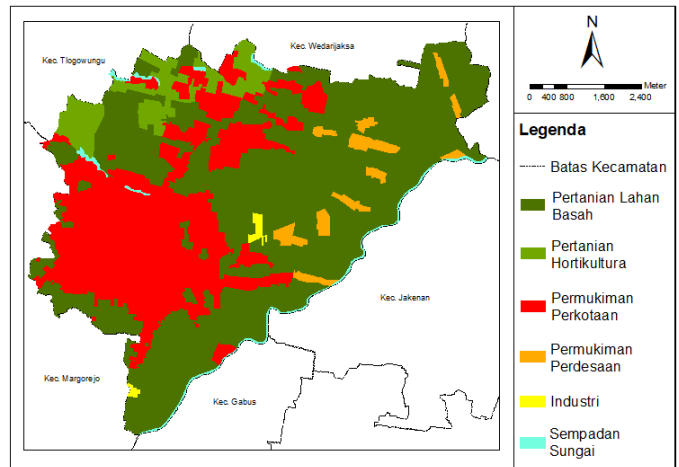 Kec. Tlogowungu
Kec. Wedarijaksa
Kec. Jakenan
Kec. Margorejo
Kec. Gabus
N
Meter
0 400 800 1,600 2,400
Legenda
Batas Kecamatan
Pertanian Lahan
Basah
Pertanian
Hortikultura
Permukiman
Perkotaan
Permukiman
Perdesaan
Industri
Sempadan
Sungai